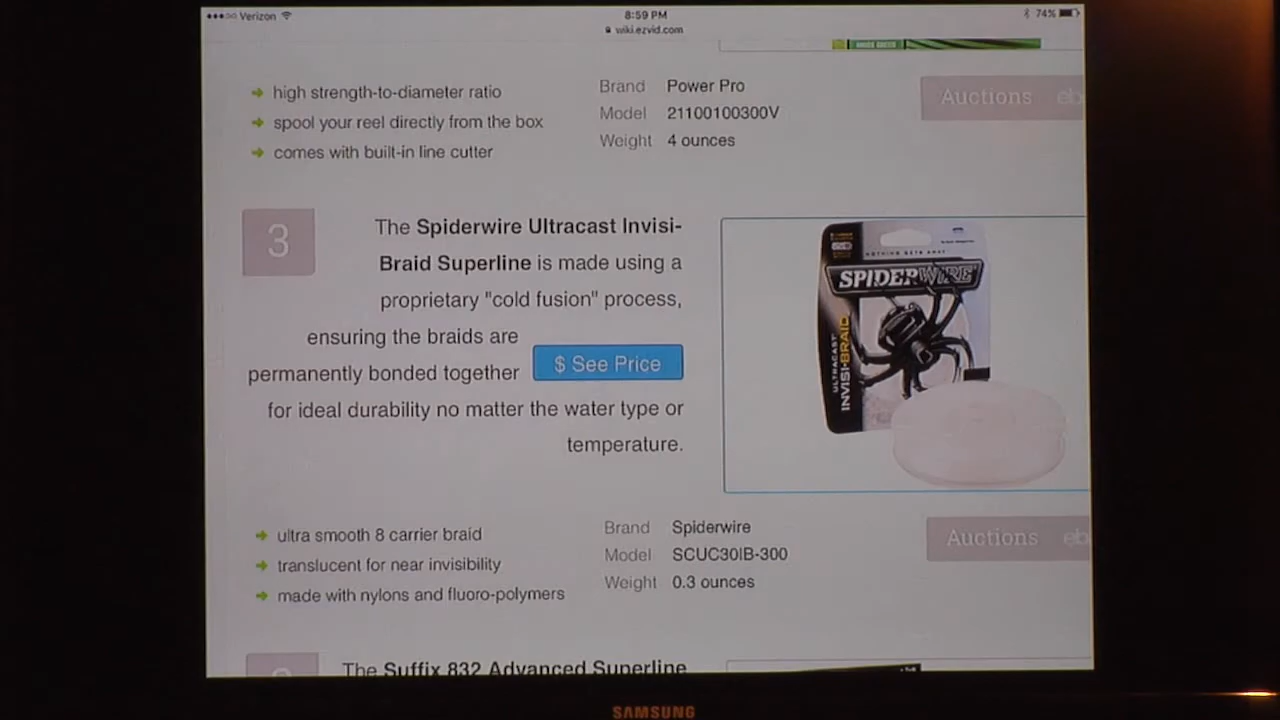 Verizon
8:59 PM
74%
wiki.ezvid.com
high strength-to-diameter ratio
spool your reel directly from the box
comes with built-in line cutter
Brand Power Pro
Model 21100100300V
Weight 4 ounces
Auctions eb
3
The Spiderwire Ultracast Invisi-
Braid Superline is made using a
proprietary "cold fusion" process,
ensuring the braids are
permanently bonded together
for ideal durability no matter the water type or
temperature.
$ See Price
SPIDERWIRE
ULTRACAST
INVISI-BRAID
ultra smooth 8 carrier braid
translucent for near invisibility
made with nylons and fluoro-polymers
Brand Spiderwire
Model SCUC30IB-300
Weight 0.3 ounces
Auctions eb
The Suffix 832 Advanced Superline
SAMSUNG